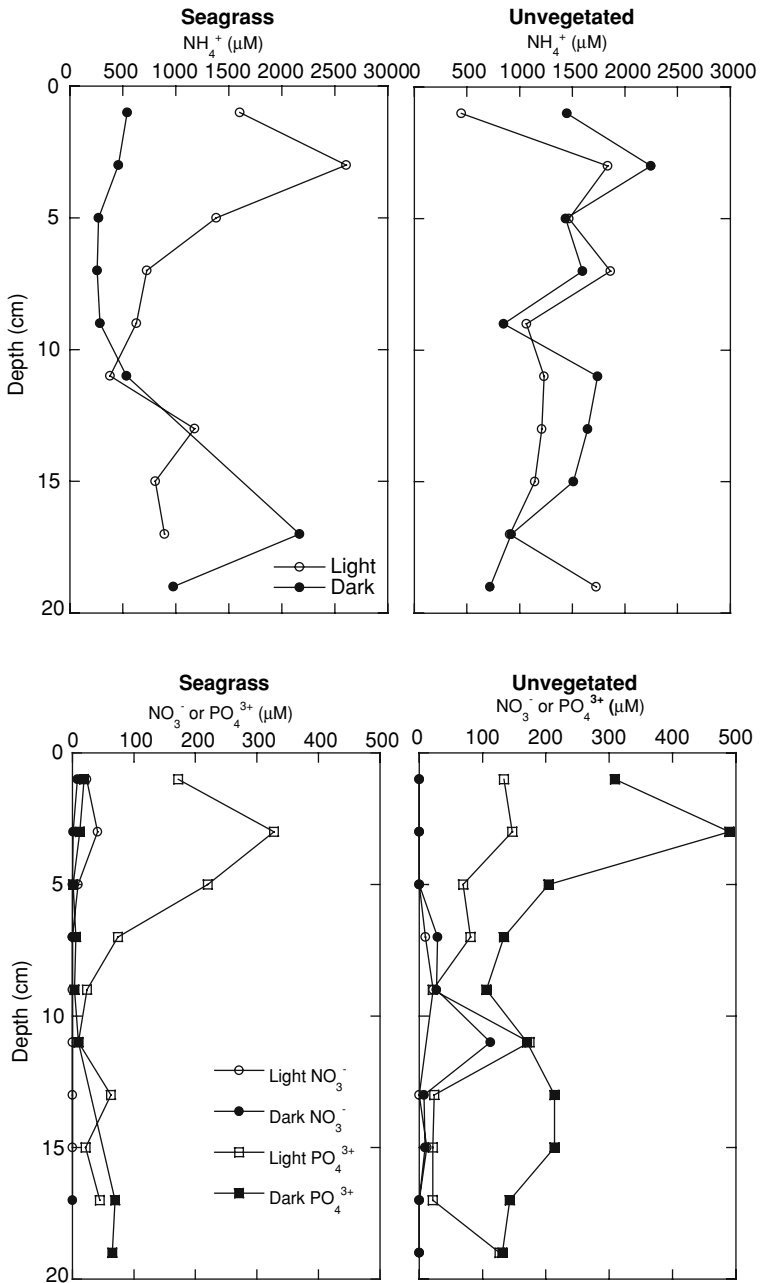 Seagrass Unvegetated
NH₄⁺ (μM) NH₄⁺ (μM)
0 500 1000 1500 2000 2500 30000 500 1000 1500 2000 2500 3000
0
5
10
15
20
Depth (cm)
Light
Dark
Seagrass Unvegetated
NO₃⁻ or PO₄³⁺ (μM) NO₃⁻ or PO₄³⁺ (μM)
0 100 200 300 400 500 0 100 200 300 400 500
0
5
10
15
20
Depth (cm)
Light NO₃⁻
Dark NO₃⁻
Light PO₄³⁺
Dark PO₄³⁺